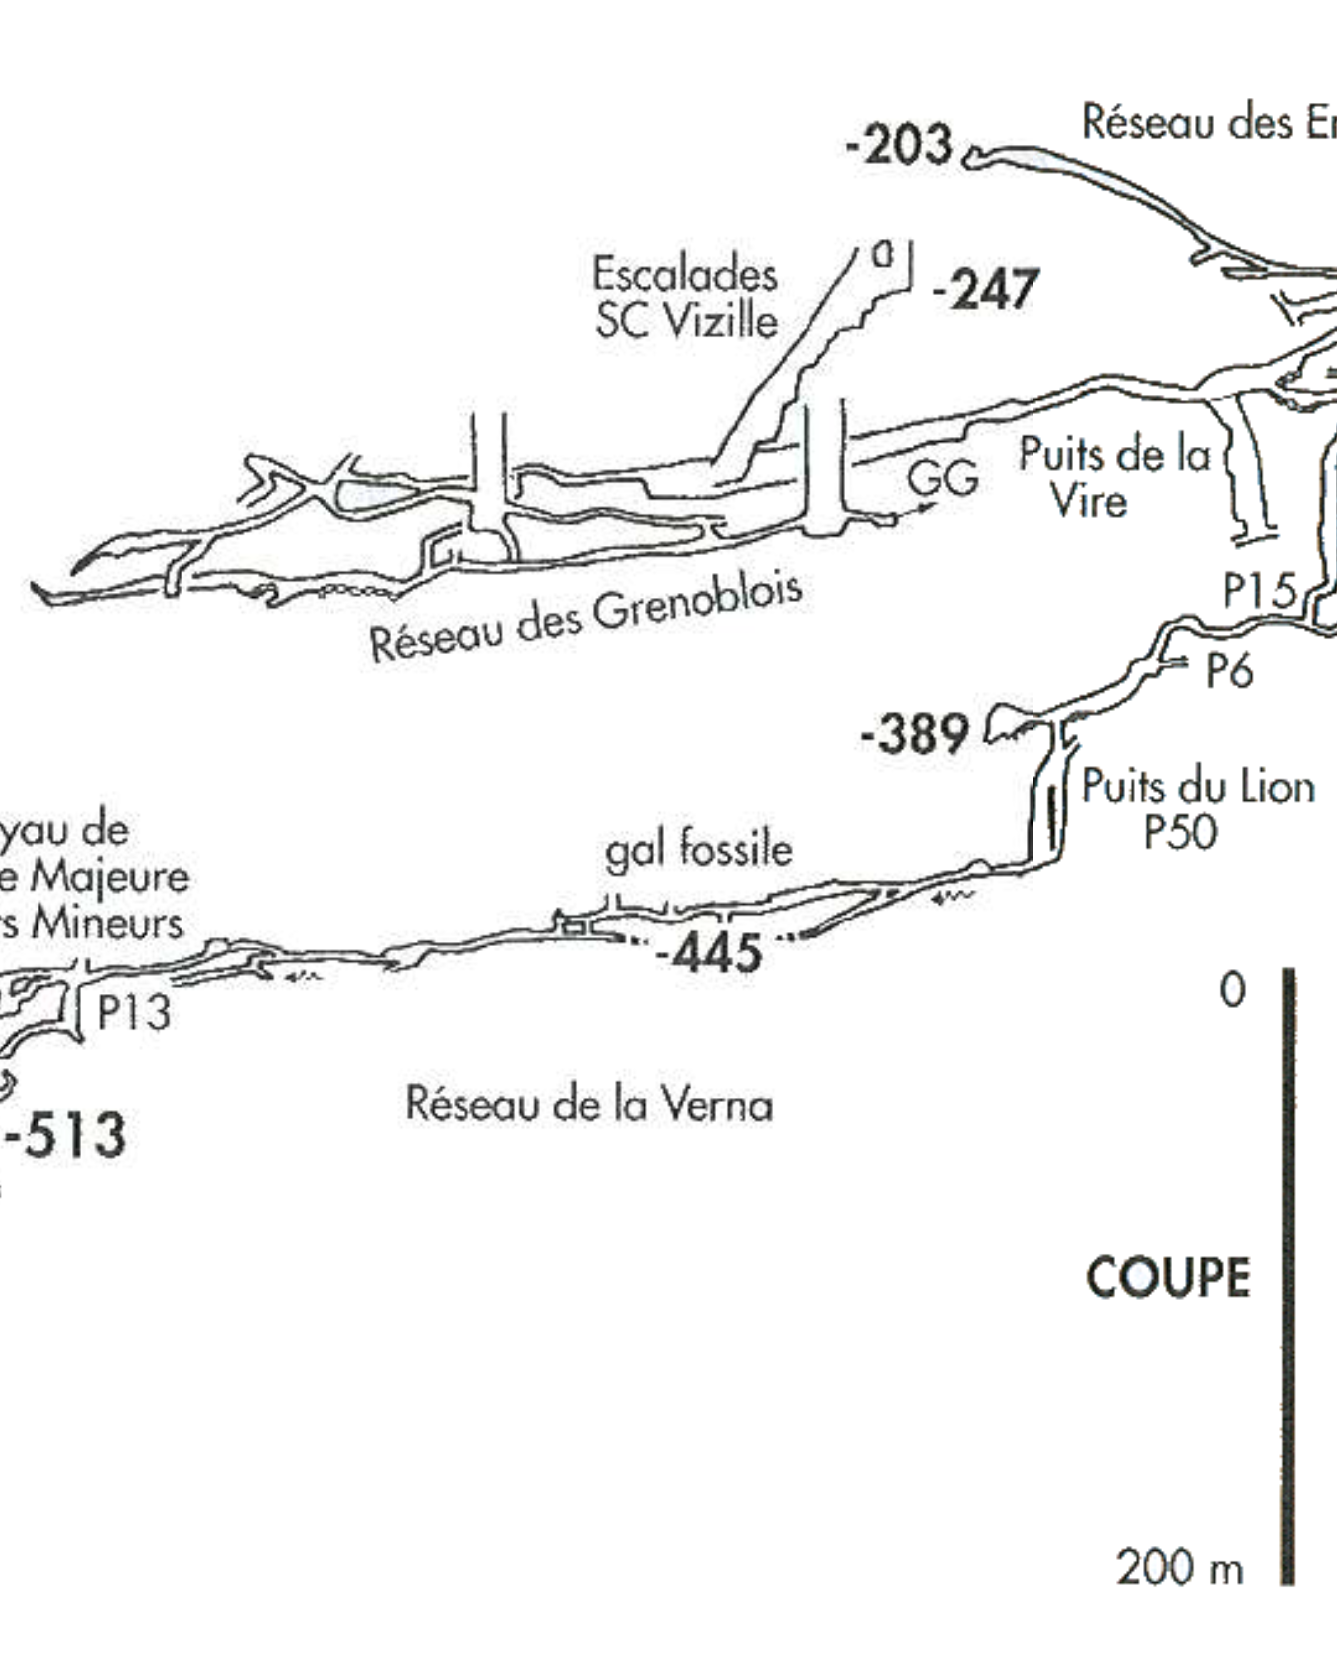 Réseau des
-203
Escalades
SC Vizille
-247
GG
Puits de la
Vire
P15
Réseau des Grenoblois
P6
-389
Puits du Lion
P50
gal fossile
yau de
e Majeure
s Mineurs
-445
P13
0
Réseau de la Verna
-513
COUPE
200 m